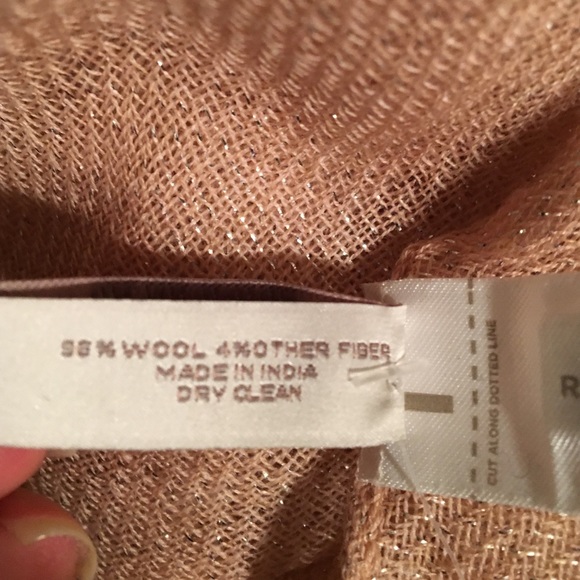 96% WOOL 4% OTHER FIBER
MADE IN INDIA
DRY CLEAN
CUT ALONG DOTTED LINE
R